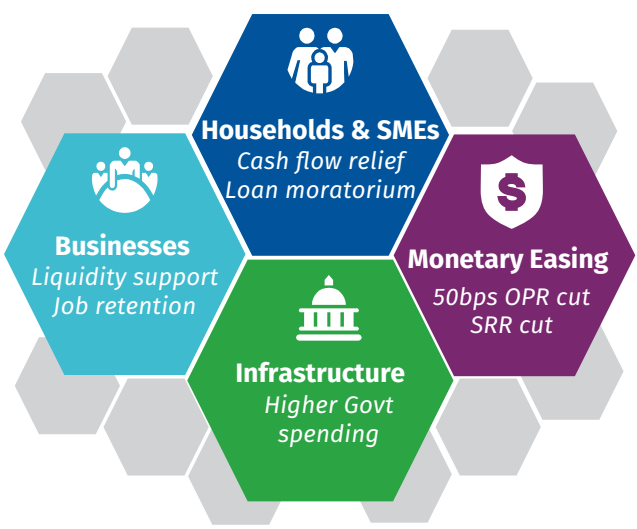 Households & SMEs
Cash flow relief
Loan moratorium
Businesses
Liquidity support
Job retention
$
Monetary Easing
50bps OPR cut
SRR cut
Infrastructure
Higher Govt
spending